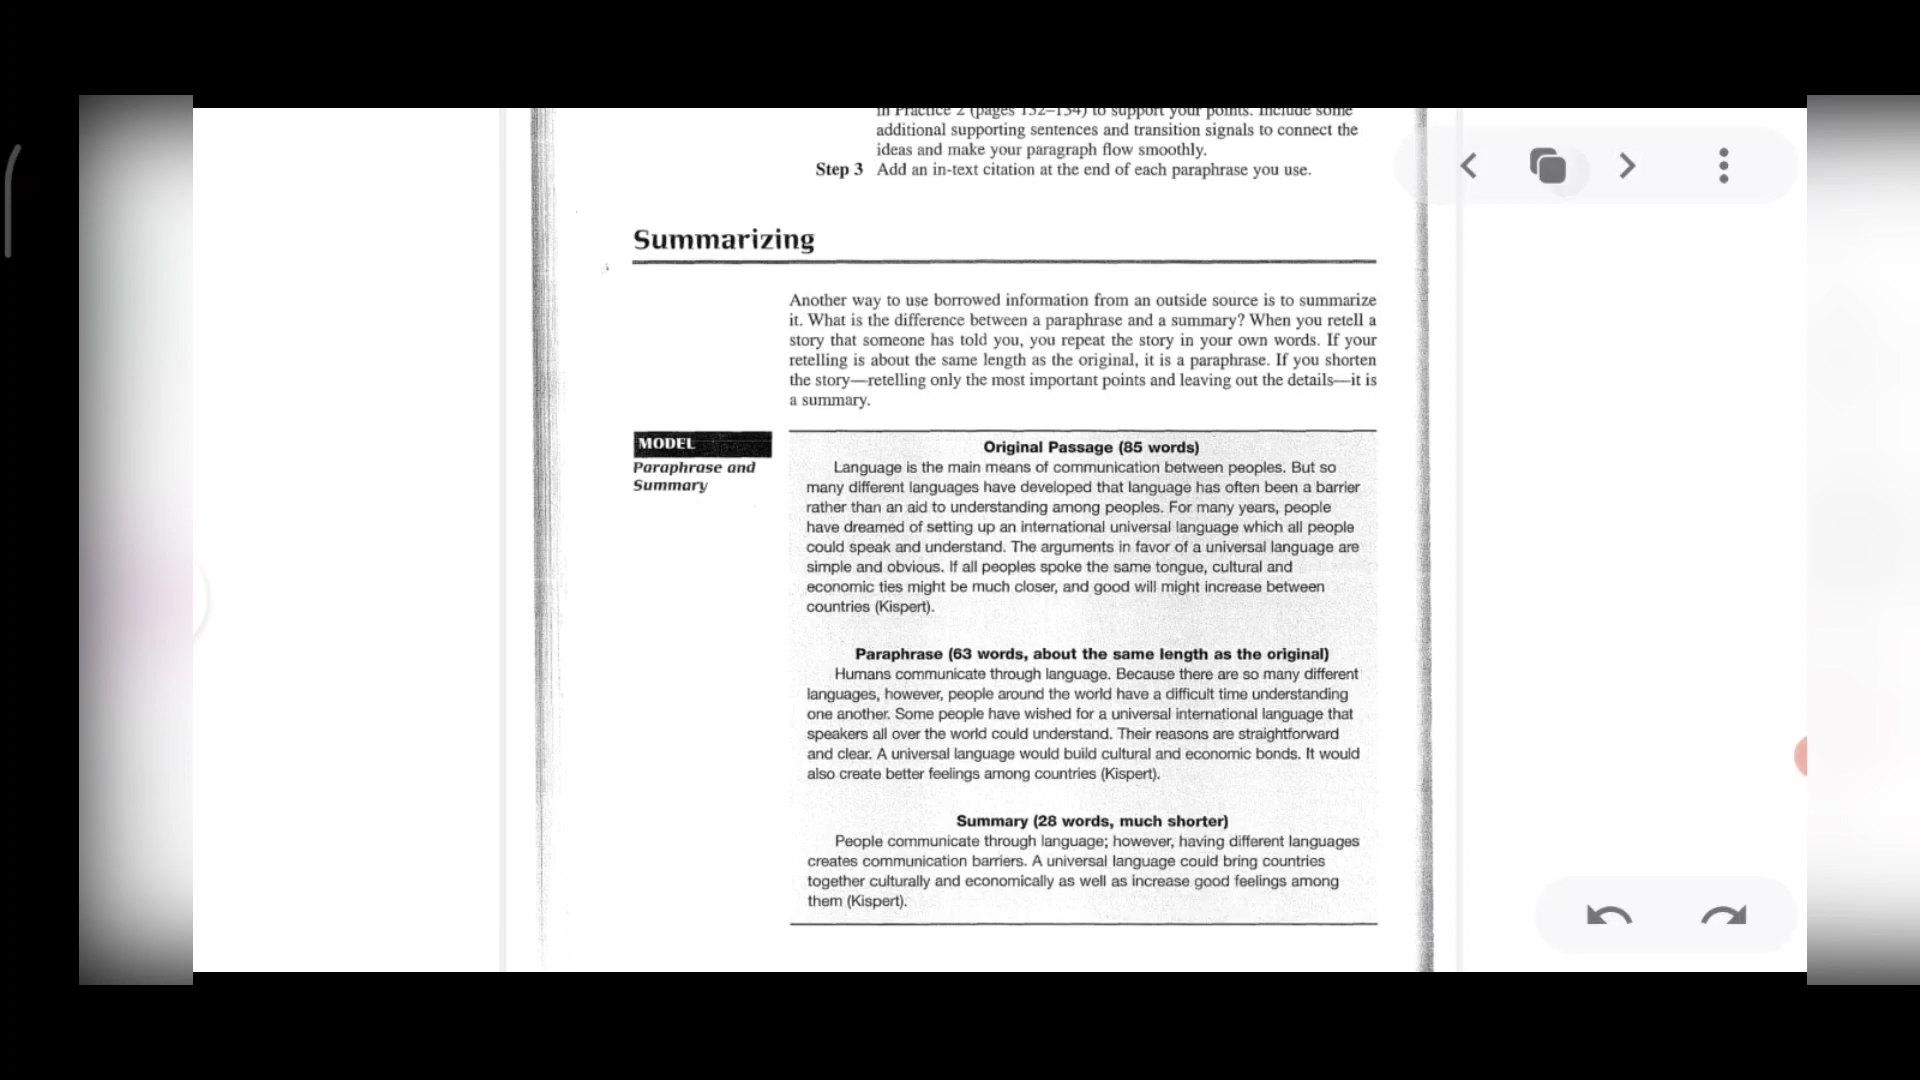 in Practice 2 (pages 132–134) to support your points. Include some
additional supporting sentences and transition signals to connect the
ideas and make your paragraph flow smoothly.
Step 3 Add an in-text citation at the end of each paraphrase you use.
Summarizing
Another way to use borrowed information from an outside source is to summarize
it. What is the difference between a paraphrase and a summary? When you retell a
story that someone has told you, you repeat the story in your own words. If your
retelling is about the same length as the original, it is a paraphrase. If you shorten
the story—retelling only the most important points and leaving out the details—it is
a summary.
MODEL
Paraphrase and
Summary
Original Passage (85 words)
Language is the main means of communication between peoples. But so
many different languages have developed that language has often been a barrier
rather than an aid to understanding among peoples. For many years, people
have dreamed of setting up an international universal language which all people
could speak and understand. The arguments in favor of a universal language are
simple and obvious. If all peoples spoke the same tongue, cultural and
economic ties might be much closer, and good will might increase between
countries (Kispert).
Paraphrase (63 words, about the same length as the original)
Humans communicate through language. Because there are so many different
languages, however, people around the world have a difficult time understanding
one another. Some people have wished for a universal international language that
speakers all over the world could understand. Their reasons are straightforward
and clear. A universal language would build cultural and economic bonds. It would
also create better feelings among countries (Kispert).
Summary (28 words, much shorter)
People communicate through language; however, having different languages
creates communication barriers. A universal language could bring countries
together culturally and economically as well as increase good feelings among
them (Kispert).